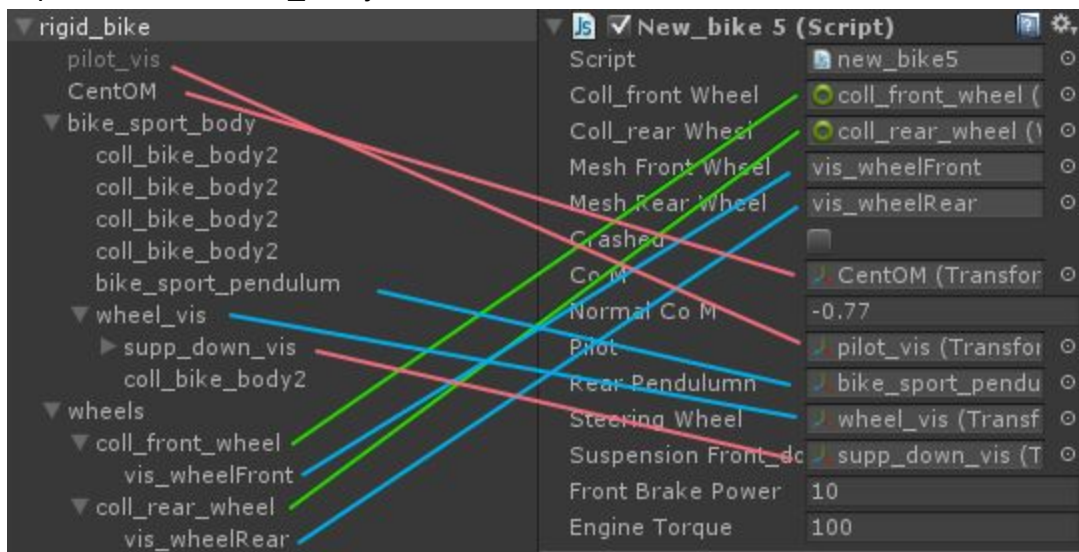 rigid_bike
pilot_vis
CentOM
bike_sport_body
coll_bike_body2
coll_bike_body2
coll_bike_body2
coll_bike_body2
bike_sport_pendulum
wheel_vis
supp_down_vis
coll_bike_body2
wheels
coll_front_wheel
vis_wheelFront
coll_rear_wheel
vis_wheelRear
Js New_bike 5 (Script)
Script new_bike5
Coll_front Wheel coll_front_wheel (
Coll_rear Wheel coll_rear_wheel (
Mesh Front Wheel vis_wheelFront
Mesh Rear Wheel vis_wheelRear
Crashed
Co M CentOM (Transfor
Normal Co M -0.77
Pilot pilot_vis (Transfor
Rear Pendulumn bike_sport_pendu
Steering Wheel wheel_vis (Transf
Suspension Front_dc supp_down_vis (T
Front Brake Power 10
Engine Torque 100